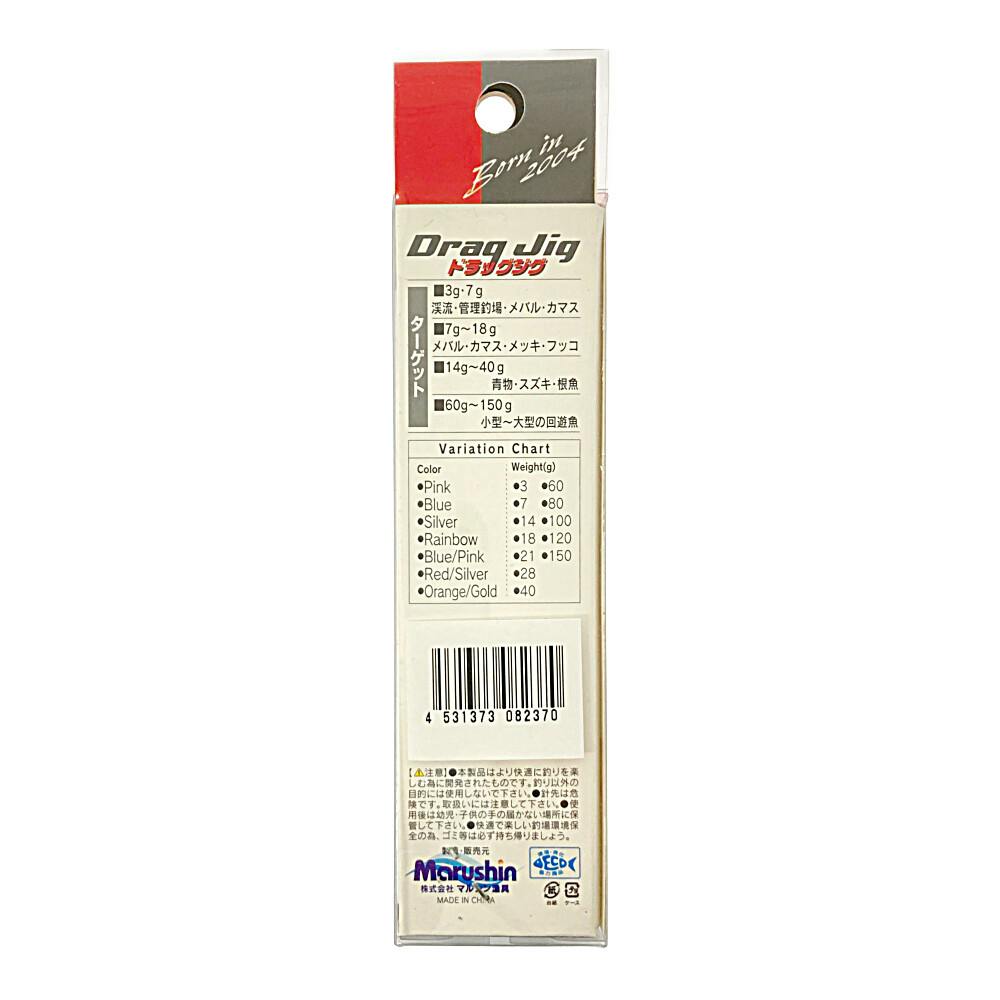 Born in
2004
Drag Jig
ドラッグジグ
ターゲット
■3g・7g
渓流・管理釣場・メバル・カマス
■7g～18g
メバル・カマス・メッキ・フッコ
■14g～40g
青物・スズキ・根魚
■60g～150g
小型～大型の回遊魚
Variation Chart
Color Weight(g)
●Pink ●3 ●60
●Blue ●7 ●80
●Silver ●14 ●100
●Rainbow ●18 ●120
●Blue/Pink ●21 ●150
●Red/Silver ●28
●Orange/Gold ●40
4 531373 082370
【⚠注意】●本製品はより快適に釣りを楽
しむ為に開発されたものです。釣り以外の
目的には使用しないで下さい。●針先は危
険です。取扱いには注意して下さい。●使
用後は幼児・子供の手の届かない場所に保
管して下さい。●快適で楽しい釣場環境保
全の為、ゴミ等は必ず持ち帰りましょう。
製造・販売元
Marushin
株式会社 マルシン漁具
MADE IN CHINA
ECO
紙
台紙 ケース